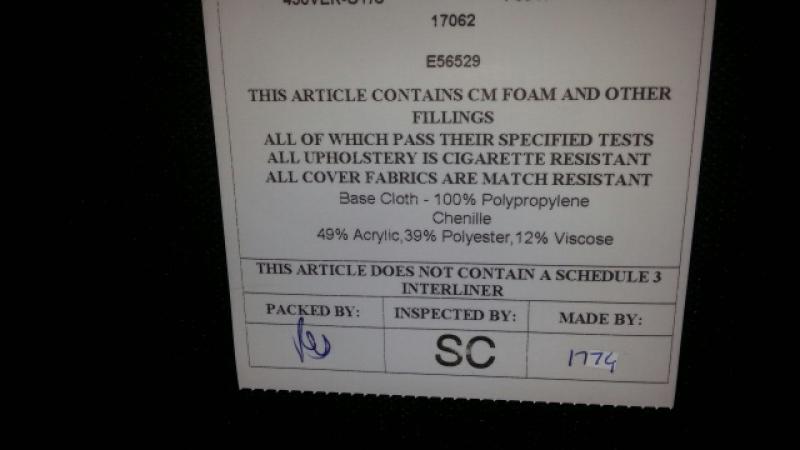 17062
E56529
THIS ARTICLE CONTAINS CM FOAM AND OTHER
FILLINGS
ALL OF WHICH PASS THEIR SPECIFIED TESTS
ALL UPHOLSTERY IS CIGARETTE RESISTANT
ALL COVER FABRICS ARE MATCH RESISTANT
Base Cloth - 100% Polypropylene
Chenille
49% Acrylic,39% Polyester,12% Viscose
THIS ARTICLE DOES NOT CONTAIN A SCHEDULE 3
INTERLINER
PACKED BY: INSPECTED BY: MADE BY:
SC 1774